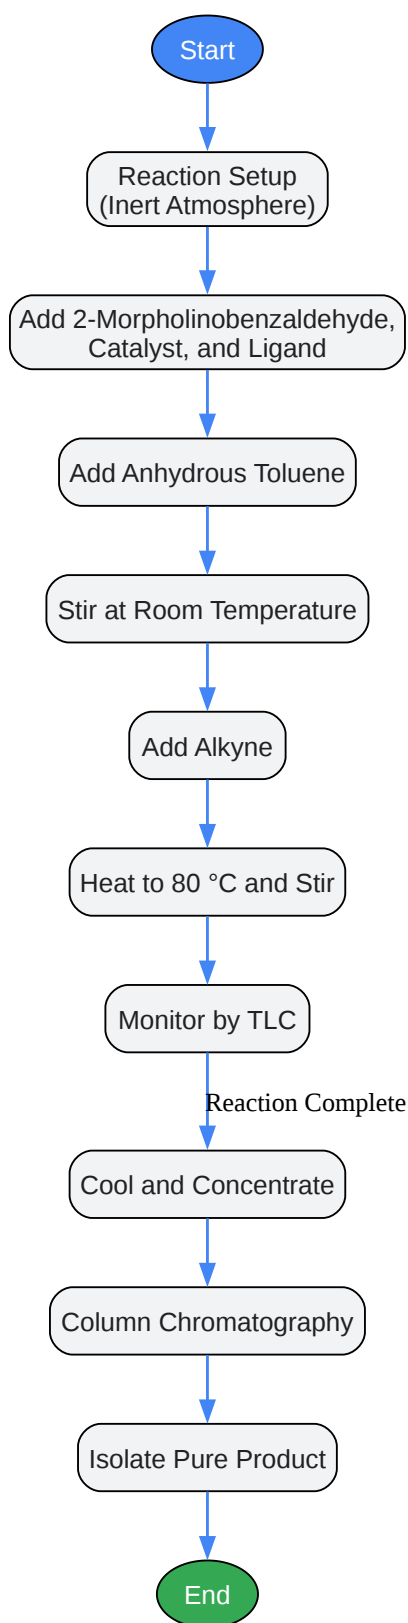 Start
Reaction Setup
(Inert Atmosphere)
Add 2-Morpholinobenzaldehyde,
Catalyst, and Ligand
Add Anhydrous Toluene
Stir at Room Temperature
Add Alkyne
Heat to 80 °C and Stir
Monitor by TLC
Reaction Complete
Cool and Concentrate
Column Chromatography
Isolate Pure Product
End